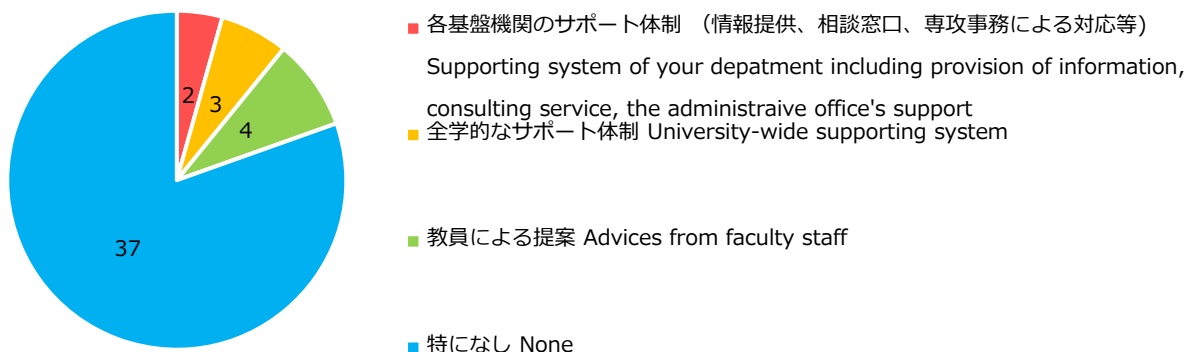 2
3
4
37
各基盤機関のサポート体制 （情報提供、相談窓口、専攻事務による対応等)
Supporting system of your depatment including provision of information,
consulting service, the administraive office's support
全学的なサポート体制 University-wide supporting system
教員による提案 Advices from faculty staff
特になし None